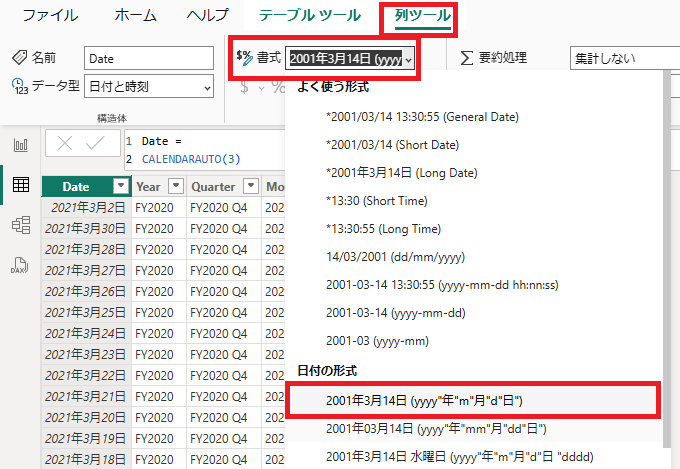 ファイル ホーム ヘルプ テーブル ツール 列ツール
名前 Date $% 書式 2001年3月14日 (yyyy Σ 要約処理 集計しない
123 データ型 日付と時刻 $ %
構造体
よく使う形式
*2001/03/14 13:30:55 (General Date)
*2001/03/14 (Short Date)
*2001年3月14日 (Long Date)
*13:30 (Short Time)
*13:30:55 (Long Time)
14/03/2001 (dd/mm/yyyy)
2001-03-14 13:30:55 (yyyy-mm-dd hh:nn:ss)
2001-03-14 (yyyy-mm-dd)
2001-03 (yyyy-mm)
日付の形式
2001年3月14日 (yyyy"年"m"月"d"日")
2001年03月14日 (yyyy"年"mm"月"dd"日")
2001年3月14日 水曜日 (yyyy"年"m"月"d"日 "dddd)
1 Date =
2 CALENDARAUTO(3)
DAX
Date Year Quarter Mo
2021年3月2日 FY2020 FY2020 Q4 202
2021年3月30日 FY2020 FY2020 Q4 202
2021年3月28日 FY2020 FY2020 Q4 202
2021年3月27日 FY2020 FY2020 Q4 202
2021年3月26日 FY2020 FY2020 Q4 202
2021年3月25日 FY2020 FY2020 Q4 202
2021年3月24日 FY2020 FY2020 Q4 202
2021年3月23日 FY2020 FY2020 Q4 202
2021年3月22日 FY2020 FY2020 Q4 202
2021年3月21日 FY2020 FY2020 Q4 202
2021年3月20日 FY2020 FY2020 Q4 202
2021年3月19日 FY2020 FY2020 Q4 202
2021年3月18日 FY2020 FY2020 Q4 202